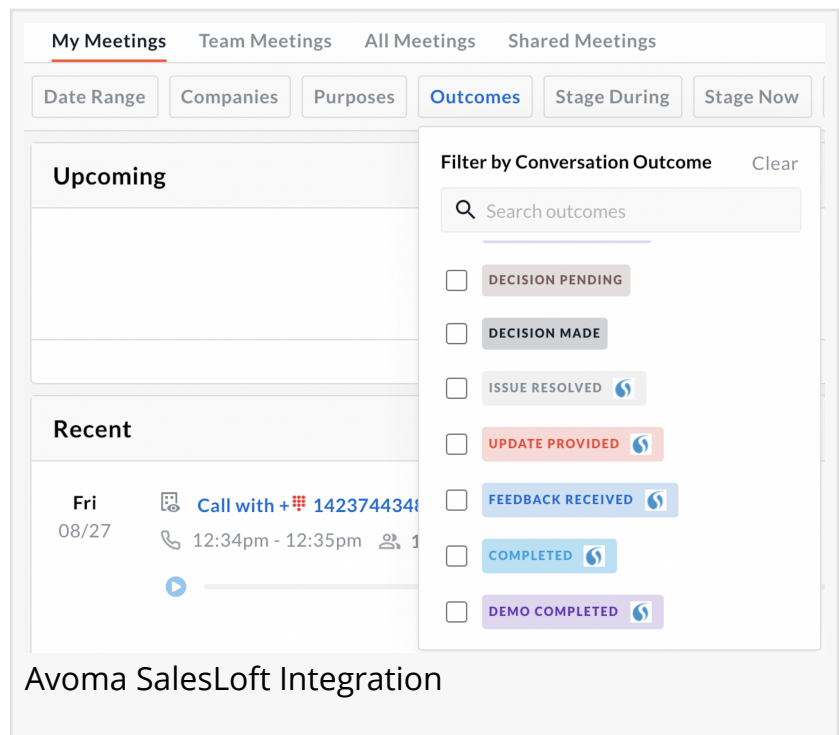 My Meetings Team Meetings All Meetings Shared Meetings
Date Range Companies Purposes Outcomes Stage During Stage Now
Upcoming
Filter by Conversation Outcome Clear
Search outcomes
DECISION PENDING
DECISION MADE
ISSUE RESOLVED
UPDATE PROVIDED
FEEDBACK RECEIVED
COMPLETED
DEMO COMPLETED
Recent
Fri
08/27
Call with + 1423744348
12:34pm - 12:35pm 1
Avoma SalesLoft Integration